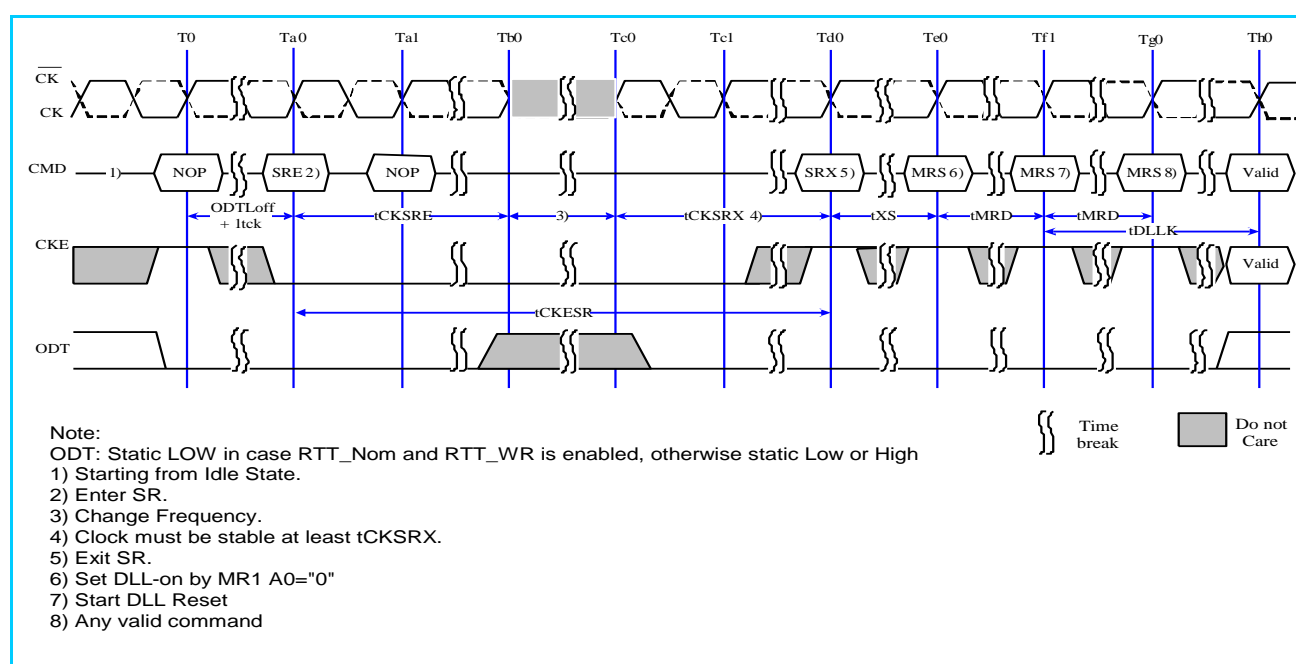 T0 Ta0 Ta1 Tb0 Tc0 Tc1 Td0 Te0 Tf1 Tg0 Th0
CK
CK
CMD 1) NOP SRE 2) NOP SRX 5) MRS 6) MRS 7) MRS 8) Valid
ODTLoff
+ 1tck
tCKSRE 3) tCKSRX 4) tXS tMRD tMRD
tDLLK
CKE Valid
tCKESR
ODT
Time
break
Do not
Care
Note:
ODT: Static LOW in case RTT_Nom and RTT_WR is enabled, otherwise static Low or High
1) Starting from Idle State.
2) Enter SR.
3) Change Frequency.
4) Clock must be stable at least tCKSRX.
5) Exit SR.
6) Set DLL-on by MR1 A0="0"
7) Start DLL Reset
8) Any valid command